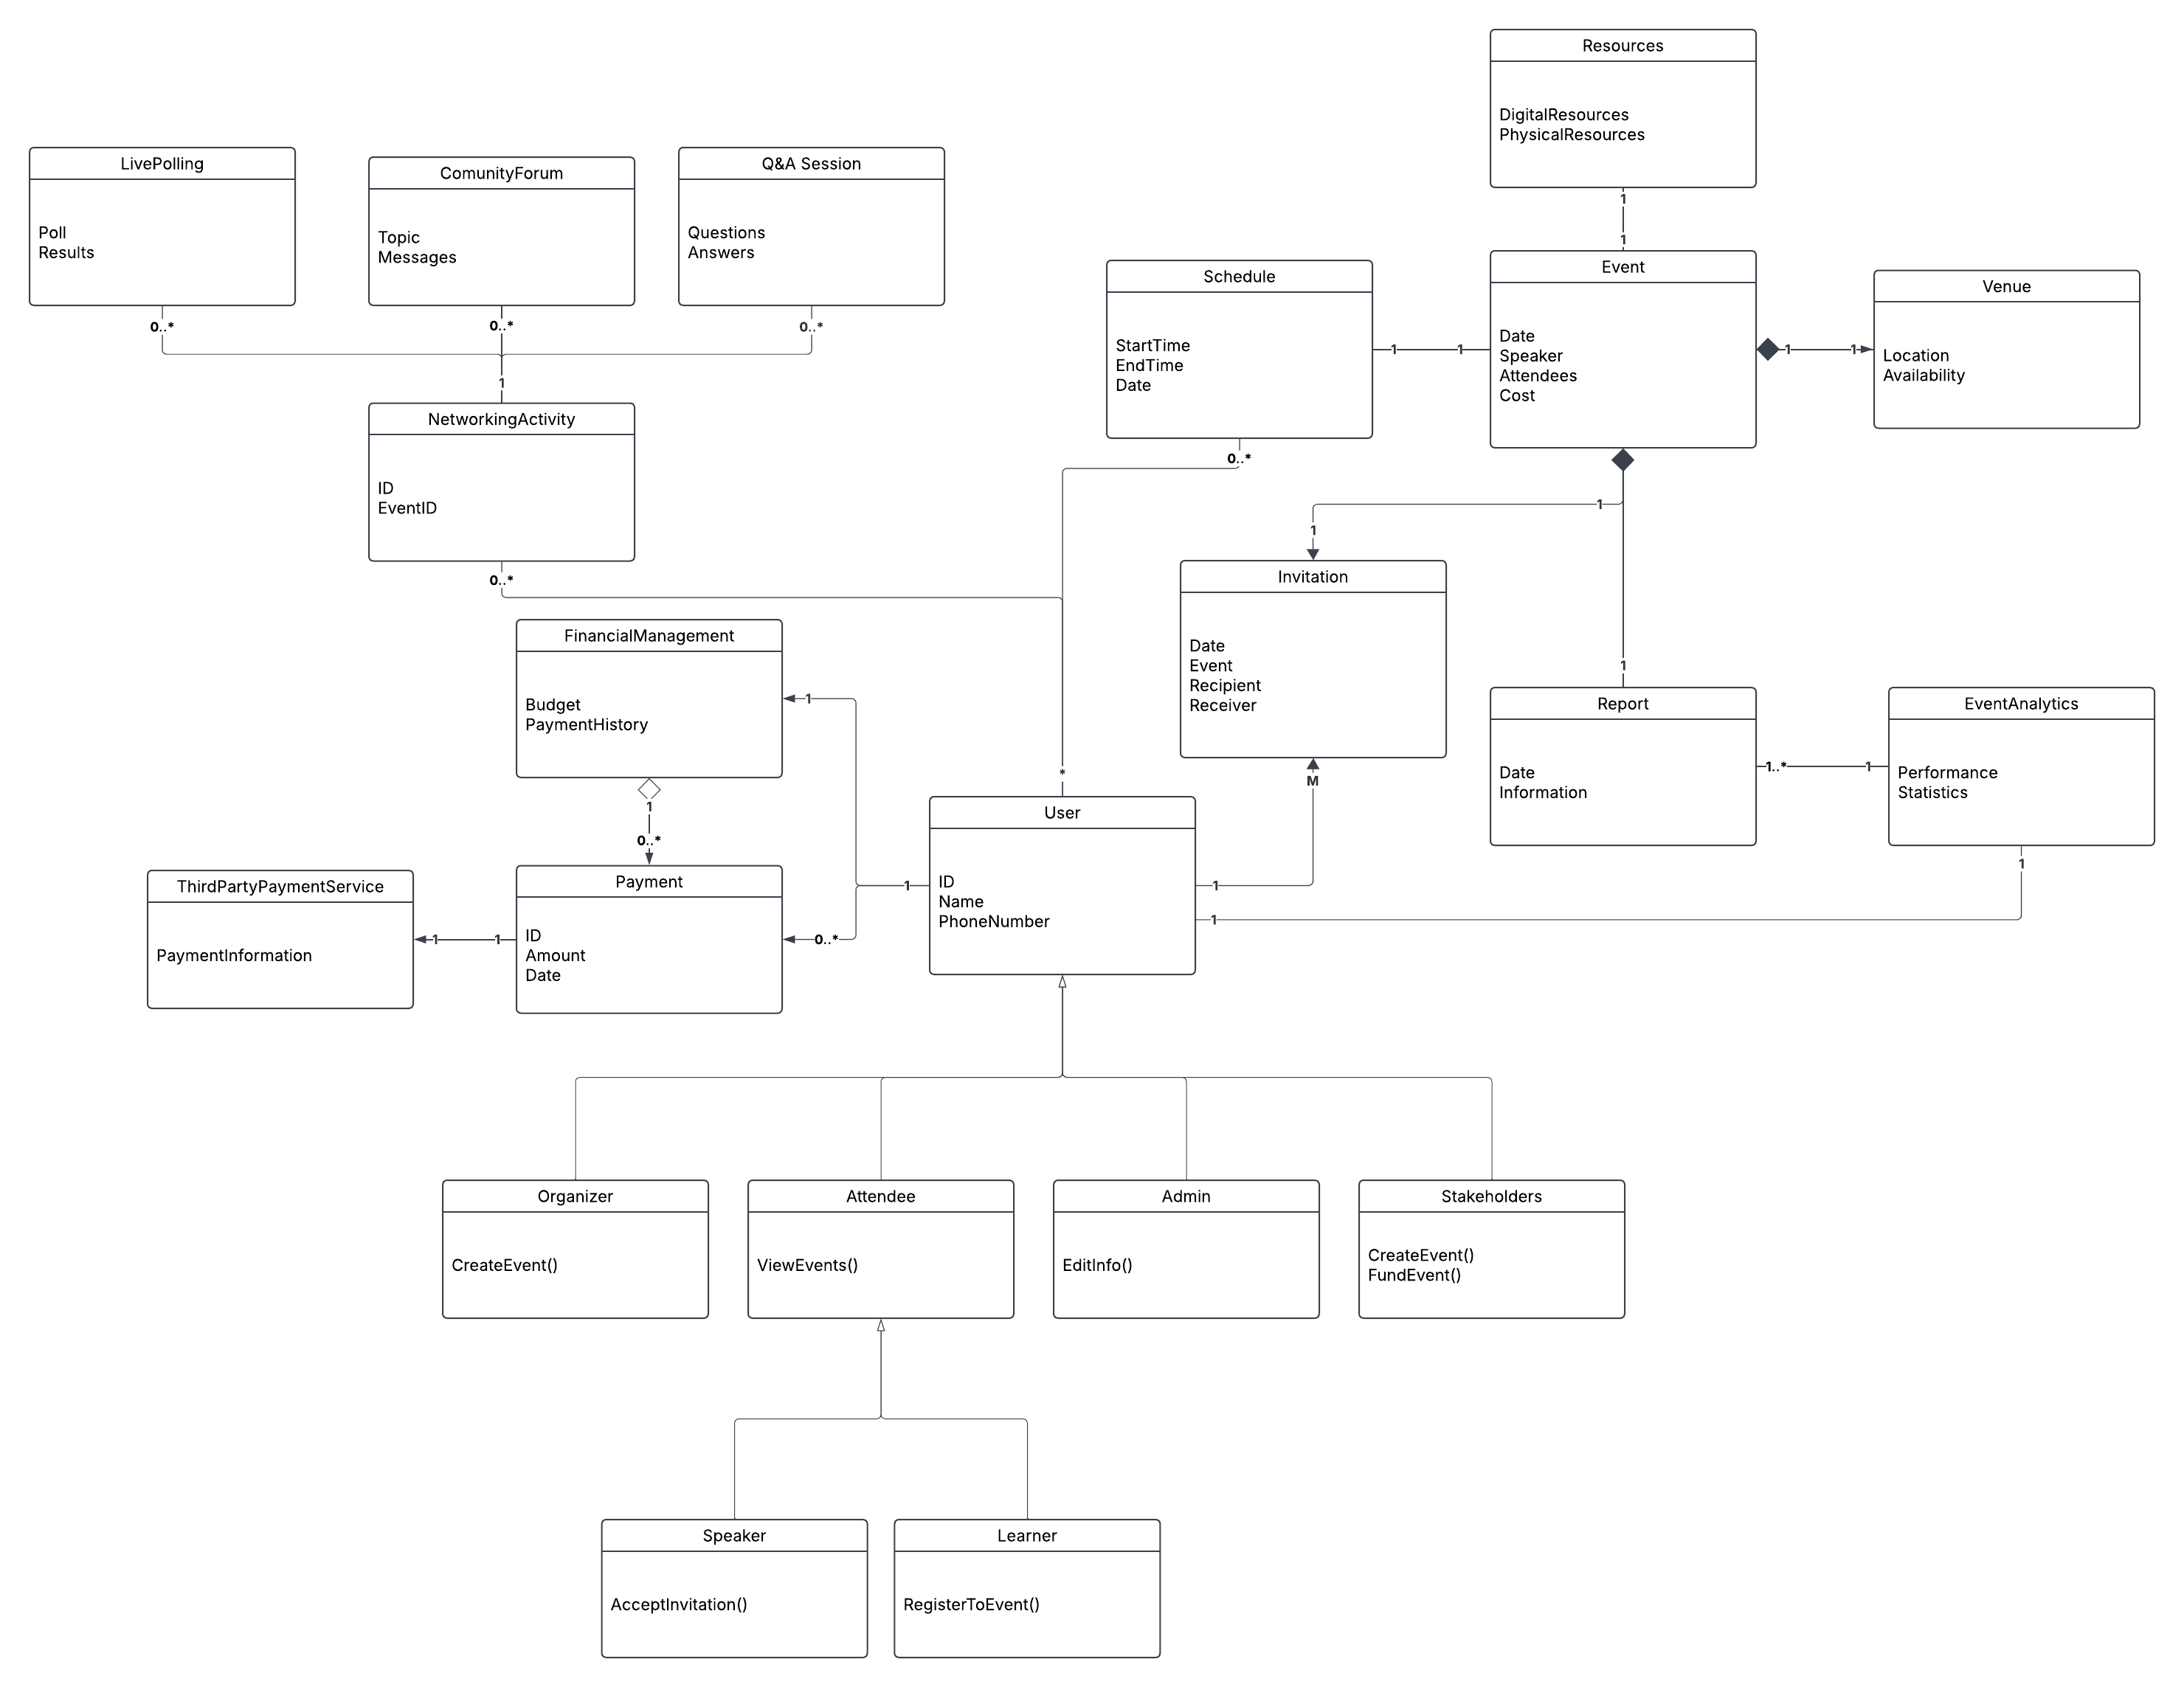 Resources
DigitalResources
PhysicalResources
1
1
LivePolling
Poll
Results
0..*
ComunityForum
Topic
Messages
0..*
Q&A Session
Questions
Answers
0..*
1
NetworkingActivity
ID
EventID
0..*
Schedule
StartTime
EndTime
Date
0..*
1
1
Event
Date
Speaker
Attendees
Cost
1
1
Venue
Location
Availability
1
1
Invitation
Date
Event
Recipient
Receiver
M
1
Report
Date
Information
1..*
1
EventAnalytics
Performance
Statistics
1
FinancialManagement
Budget
PaymentHistory
1
1
0..*
ThirdPartyPaymentService
PaymentInformation
1
1
Payment
ID
Amount
Date
0..*
1
*
User
ID
Name
PhoneNumber
1
1
Organizer
CreateEvent()
Attendee
ViewEvents()
Admin
EditInfo()
Stakeholders
CreateEvent()
FundEvent()
Speaker
AcceptInvitation()
Learner
RegisterToEvent()